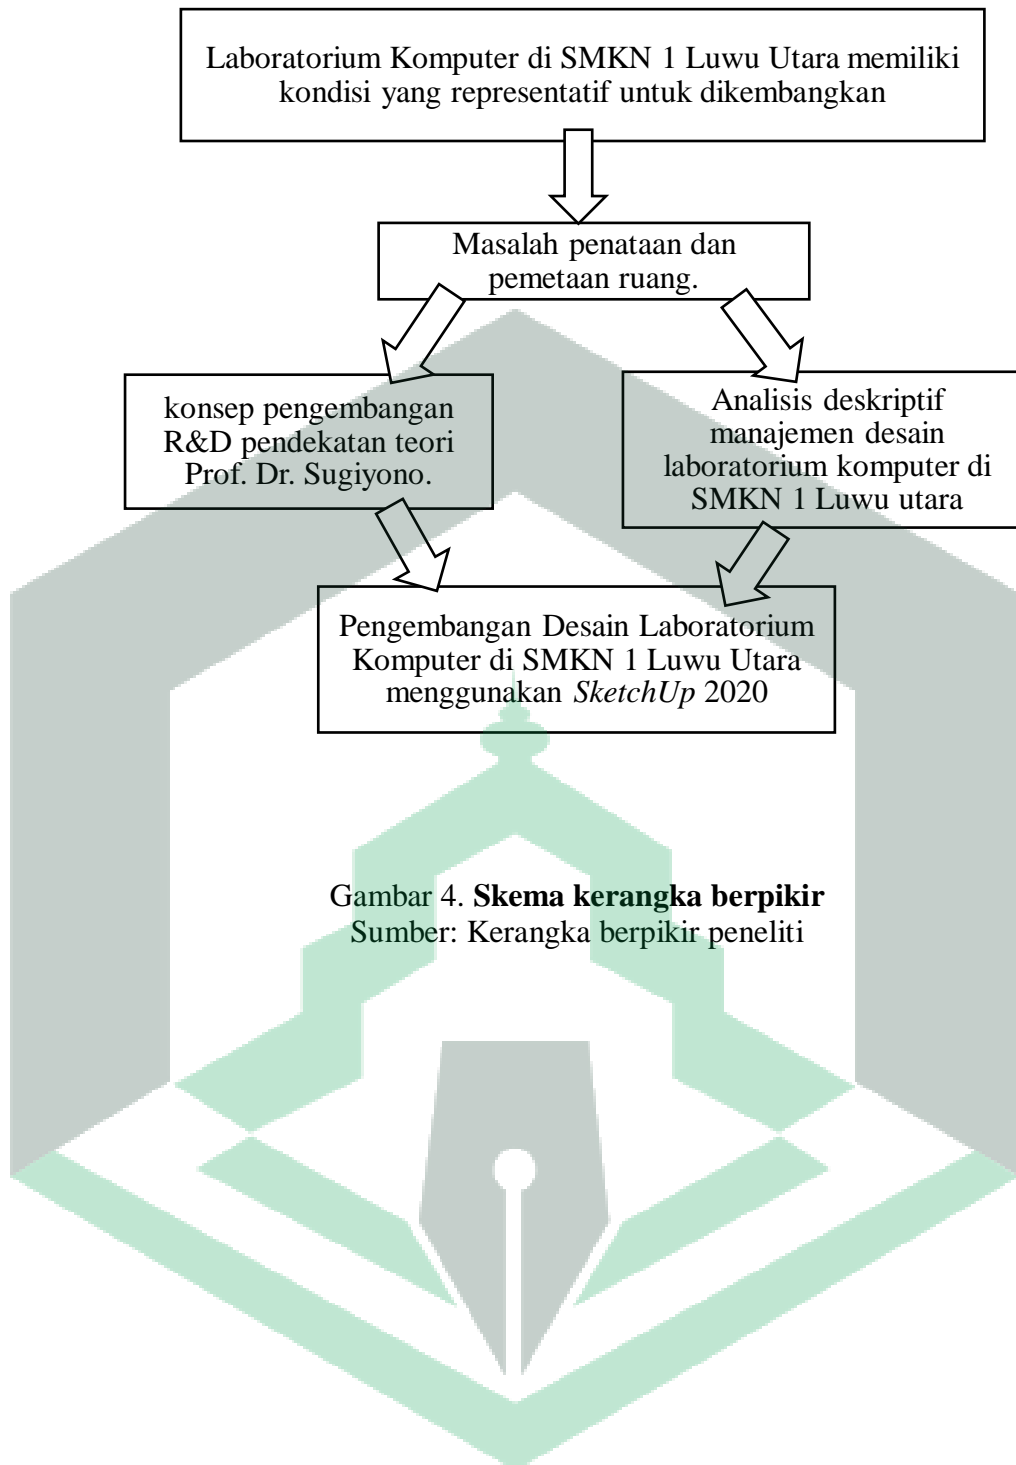 Laboratorium Komputer di SMKN 1 Luwu Utara memiliki
kondisi yang representatif untuk dikembangkan
Masalah penataan dan
pemetaan ruang.
konsep pengembangan
R&D pendekatan teori
Prof. Dr. Sugiyono.
Analisis deskriptif
manajemen desain
laboratorium komputer di
SMKN 1 Luwu utara
Pengembangan Desain Laboratorium
Komputer di SMKN 1 Luwu Utara
menggunakan SketchUp 2020
Gambar 4. Skema kerangka berpikir
Sumber: Kerangka berpikir peneliti